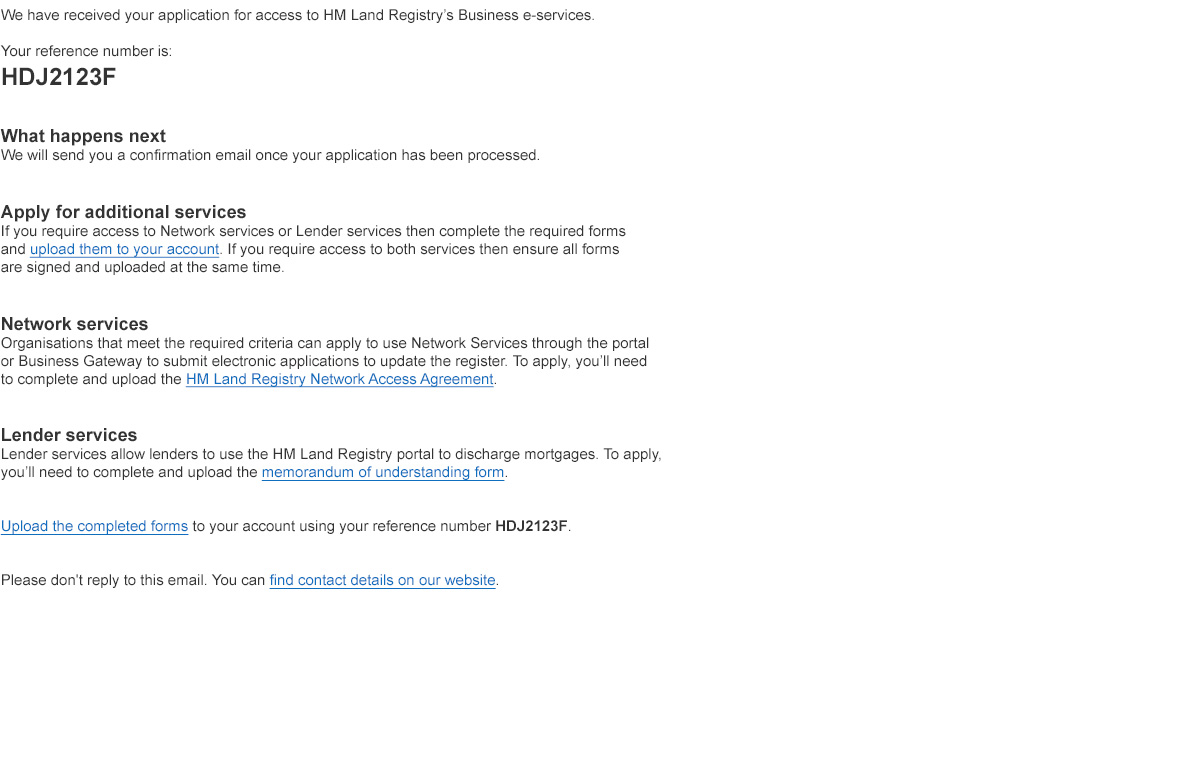 We have received your application for access to HM Land Registry’s Business e-services.
Your reference number is:
HDJ2123F
What happens next
We will send you a confirmation email once your application has been processed.
Apply for additional services
If you require access to Network services or Lender services then complete the required forms
and upload them to your account. If you require access to both services then ensure all forms
are signed and uploaded at the same time.
Network services
Organisations that meet the required criteria can apply to use Network Services through the portal
or Business Gateway to submit electronic applications to update the register. To apply, you’ll need
to complete and upload the HM Land Registry Network Access Agreement.
Lender services
Lender services allow lenders to use the HM Land Registry portal to discharge mortgages. To apply,
you’ll need to complete and upload the memorandum of understanding form.
Upload the completed forms to your account using your reference number HDJ2123F.
Please don’t reply to this email. You can find contact details on our website.